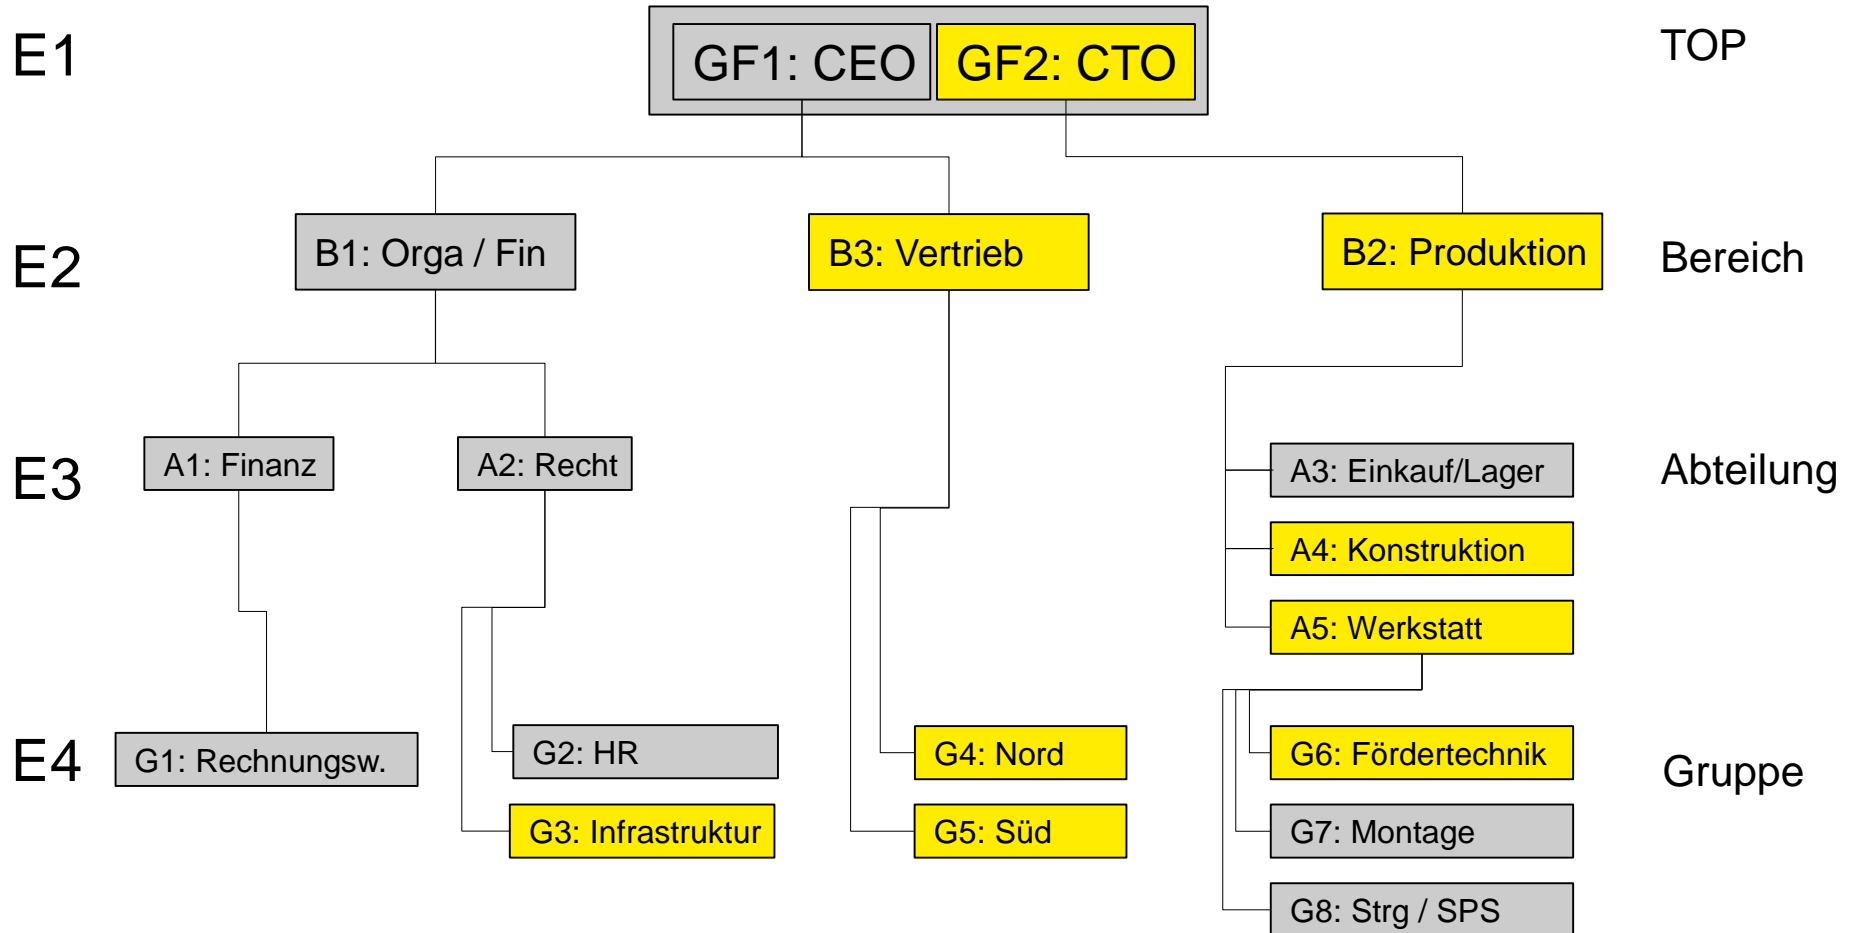 E1
GF1: CEO
GF2: CTO
TOP
E2
B1: Orga / Fin
B3: Vertrieb
B2: Produktion
Bereich
E3
A1: Finanz
A2: Recht
A3: Einkauf/Lager
Abteilung
A4: Konstruktion
A5: Werkstatt
E4
G1: Rechnungsw.
G2: HR
G4: Nord
G6: Fördertechnik
Gruppe
G3: Infrastruktur
G5: Süd
G7: Montage
G8: Strg / SPS